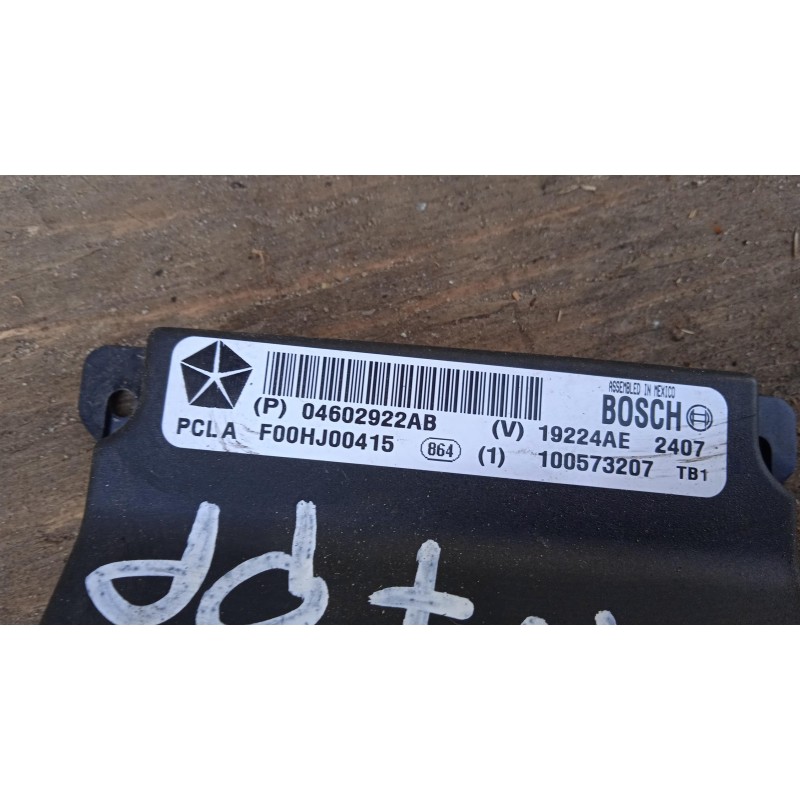 ASSEMBLED IN MEXICO
(P) 04602922AB
BOSCH
(V) 19224AE 2407
PCLA F00HJ00415 864
(1) 100573207 TB1